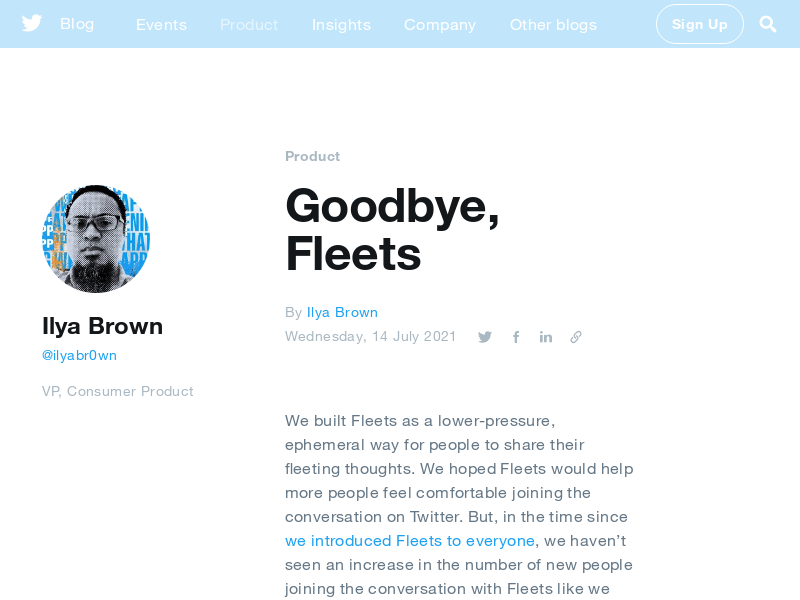 Blog Events Product Insights Company Other blogs Sign Up
Product
Goodbye,
Fleets
Ilya Brown
@ilyabr0wn
VP, Consumer Product
By Ilya Brown
Wednesday, 14 July 2021
We built Fleets as a lower-pressure,
ephemeral way for people to share their
fleeting thoughts. We hoped Fleets would help
more people feel comfortable joining the
conversation on Twitter. But, in the time since
we introduced Fleets to everyone, we haven’t
seen an increase in the number of new people
joining the conversation with Fleets like we